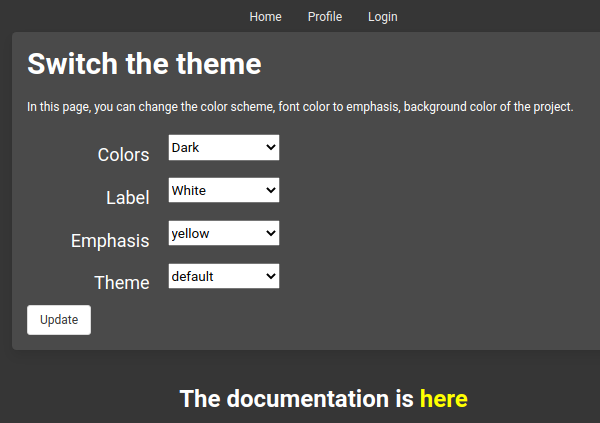 Home Profile Login
Switch the theme
In this page, you can change the color scheme, font color to emphasis, background color of the project.
Colors Dark
Label White
Emphasis yellow
Theme default
Update
The documentation is here